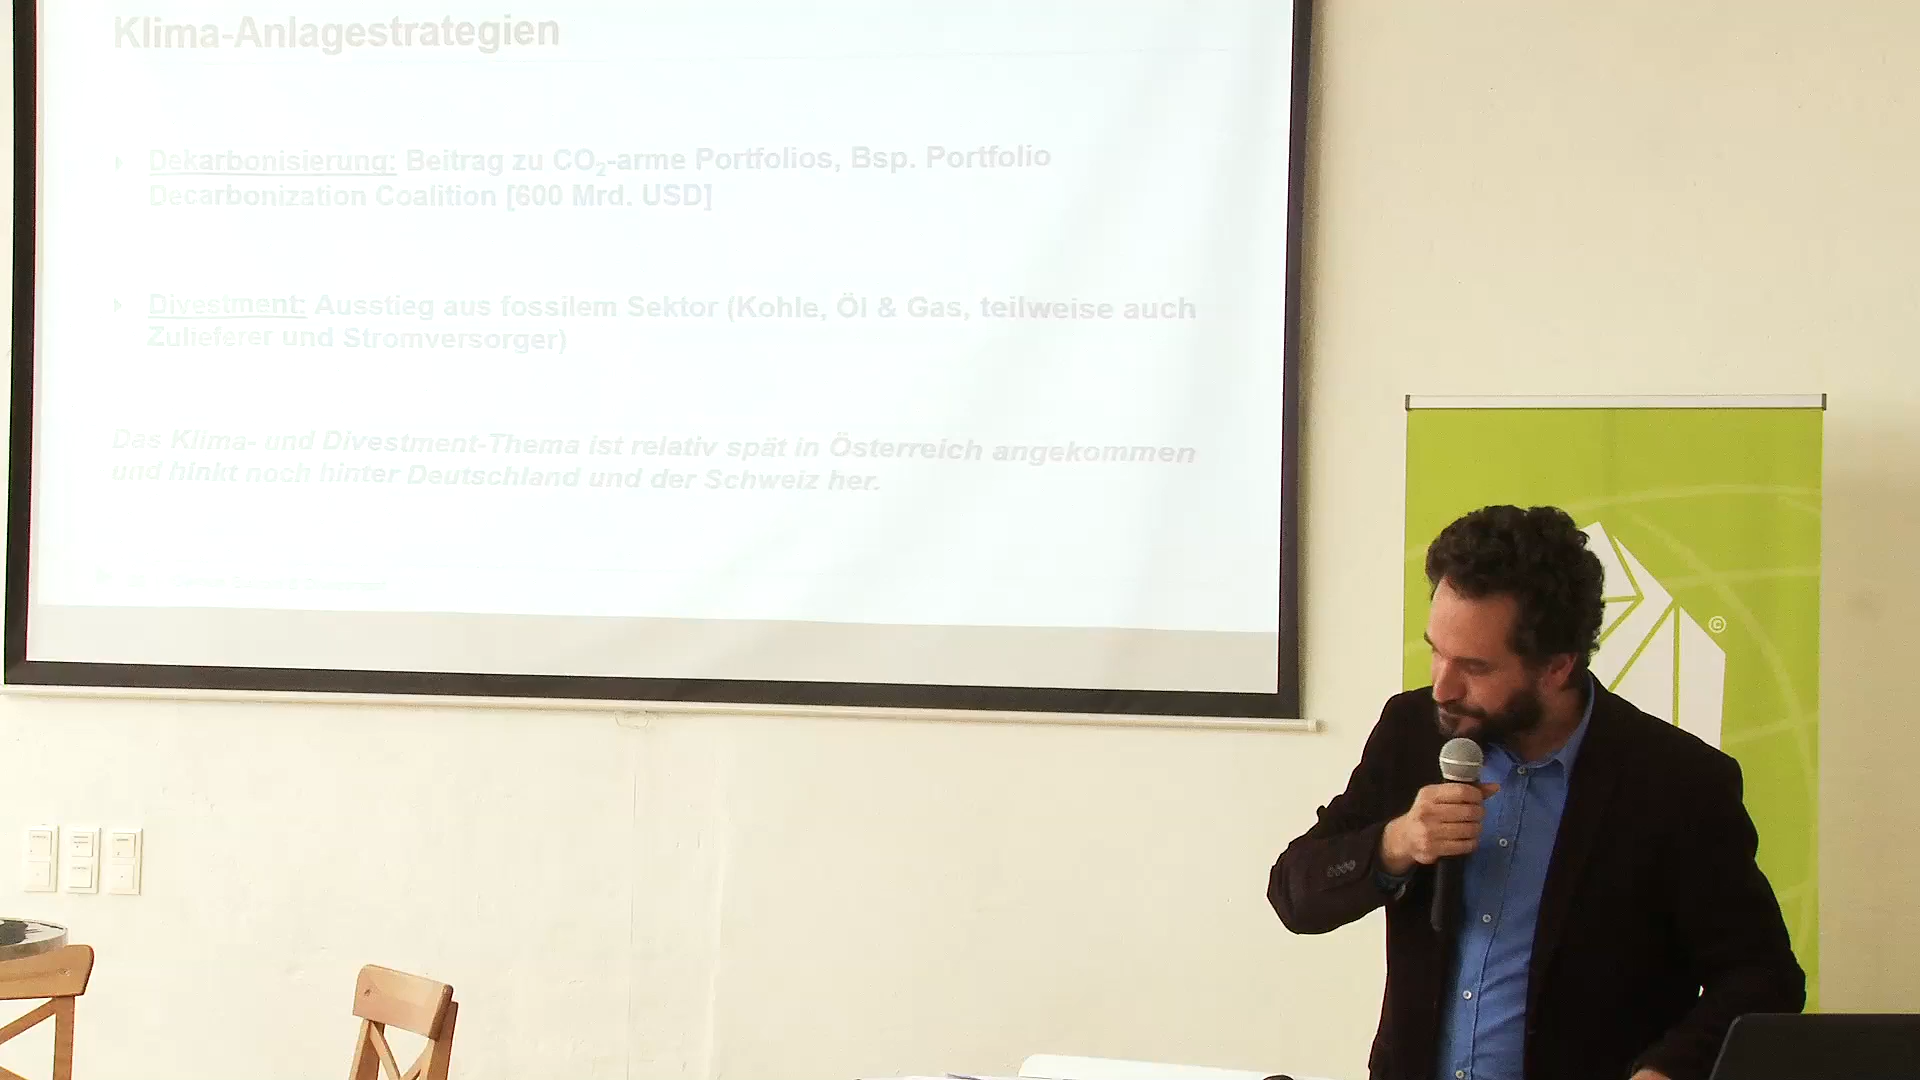 Klima-Anlagestrategien
Dekarbonisierung: Beitrag zu CO₂-arme Portfolios, Bsp. Portfolio
Decarbonization Coalition [600 Mrd. USD]
Divestment: Ausstieg aus fossilem Sektor (Kohle, Öl & Gas, teilweise auch
Zulieferer und Stromversorger)
Das Klima- und Divestment-Thema ist relativ spät in Österreich angekommen
und hinkt noch hinter Deutschland und der Schweiz her.
©